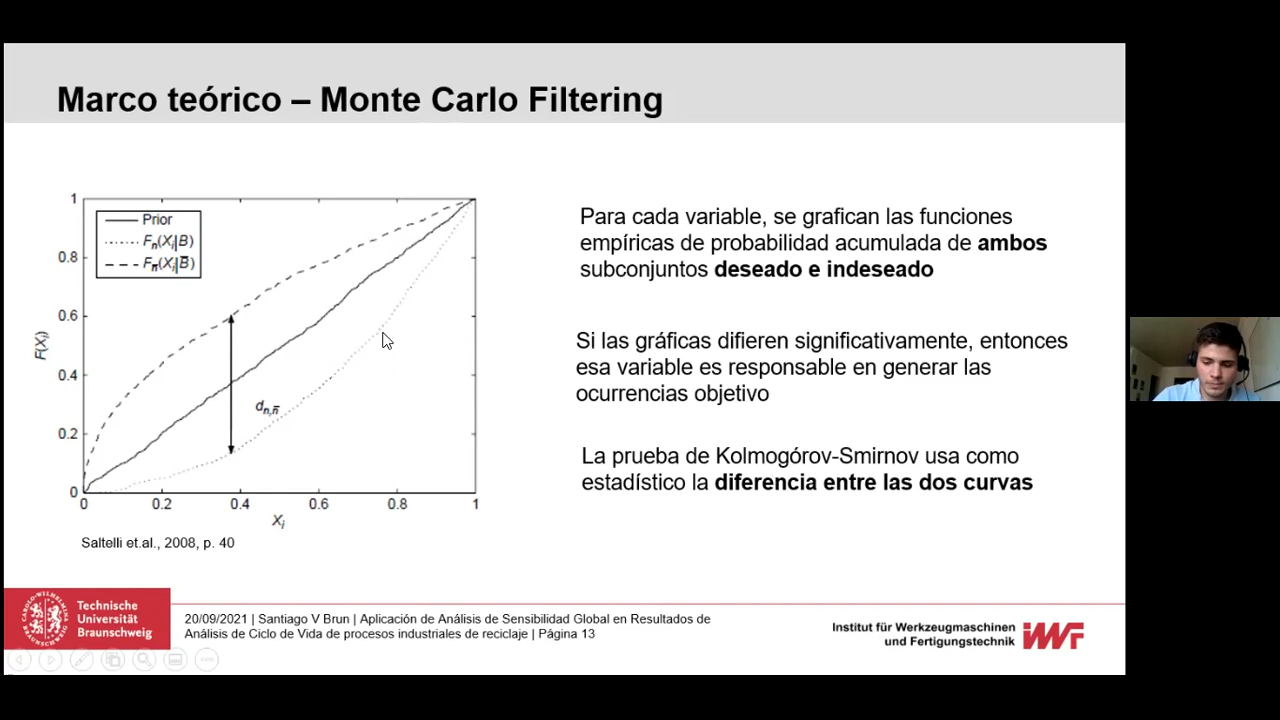 Marco teórico – Monte Carlo Filtering
Prior
Fn(Xi|B)
Fn̅(Xi|B̅)
1
0.8
0.6
0.4
0.2
0
F(Xi)
dn,n̅
0
0.2
0.4
0.6
0.8
1
Xi
Saltelli et.al., 2008, p. 40
Para cada variable, se grafican las funciones
empíricas de probabilidad acumulada de ambos
subconjuntos deseado e indeseado
Si las gráficas difieren significativamente, entonces
esa variable es responsable en generar las
ocurrencias objetivo
La prueba de Kolmogórov-Smirnov usa como
estadístico la diferencia entre las dos curvas
Technische
Universität
Braunschweig
20/09/2021 | Santiago V Brun | Aplicación de Análisis de Sensibilidad Global en Resultados de
Análisis de Ciclo de Vida de procesos industriales de reciclaje | Página 13
Institut für Werkzeugmaschinen
und Fertigungstechnik
iWF